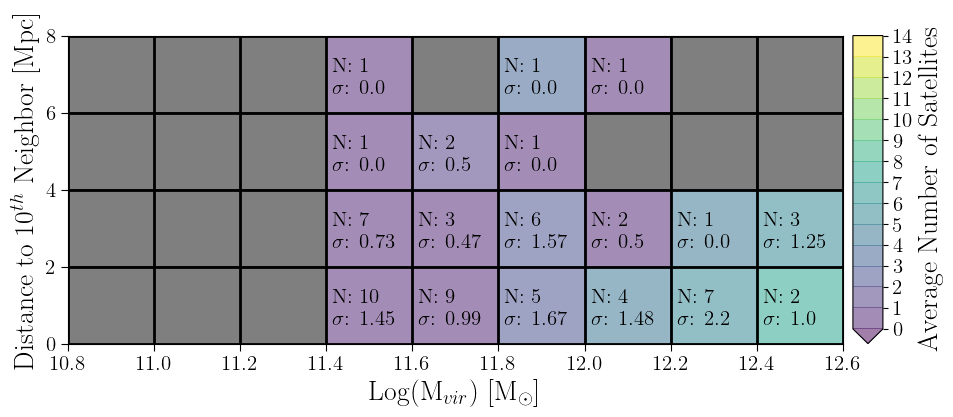 Distance to 10th Neighbor [Mpc]
8
6
4
2
0
N: 1
σ: 0.0
N: 1
σ: 0.0
N: 1
σ: 0.0
N: 1
σ: 0.0
N: 2
σ: 0.5
N: 1
σ: 0.0
N: 7
σ: 0.73
N: 3
σ: 0.47
N: 6
σ: 1.57
N: 2
σ: 0.5
N: 1
σ: 0.0
N: 3
σ: 1.25
N: 10
σ: 1.45
N: 9
σ: 0.99
N: 5
σ: 1.67
N: 4
σ: 1.48
N: 7
σ: 2.2
N: 2
σ: 1.0
10.8 11.0 11.2 11.4 11.6 11.8 12.0 12.2 12.4 12.6
Log(Mvir) [M⊙]
14
13
12
11
10
9
8
7
6
5
4
3
2
1
0
Average Number of Satellites